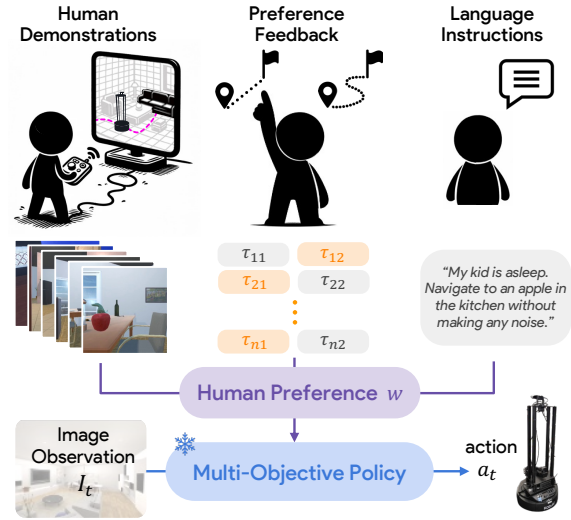 Human
Demonstrations
Preference
Feedback
Language
Instructions
τ11 τ12
τ21 τ22
τn1 τn2
“My kid is asleep.
Navigate to an apple in
the kitchen without
making any noise.”
Human Preference w
Image
Observation
It
Multi-Objective Policy
action
at